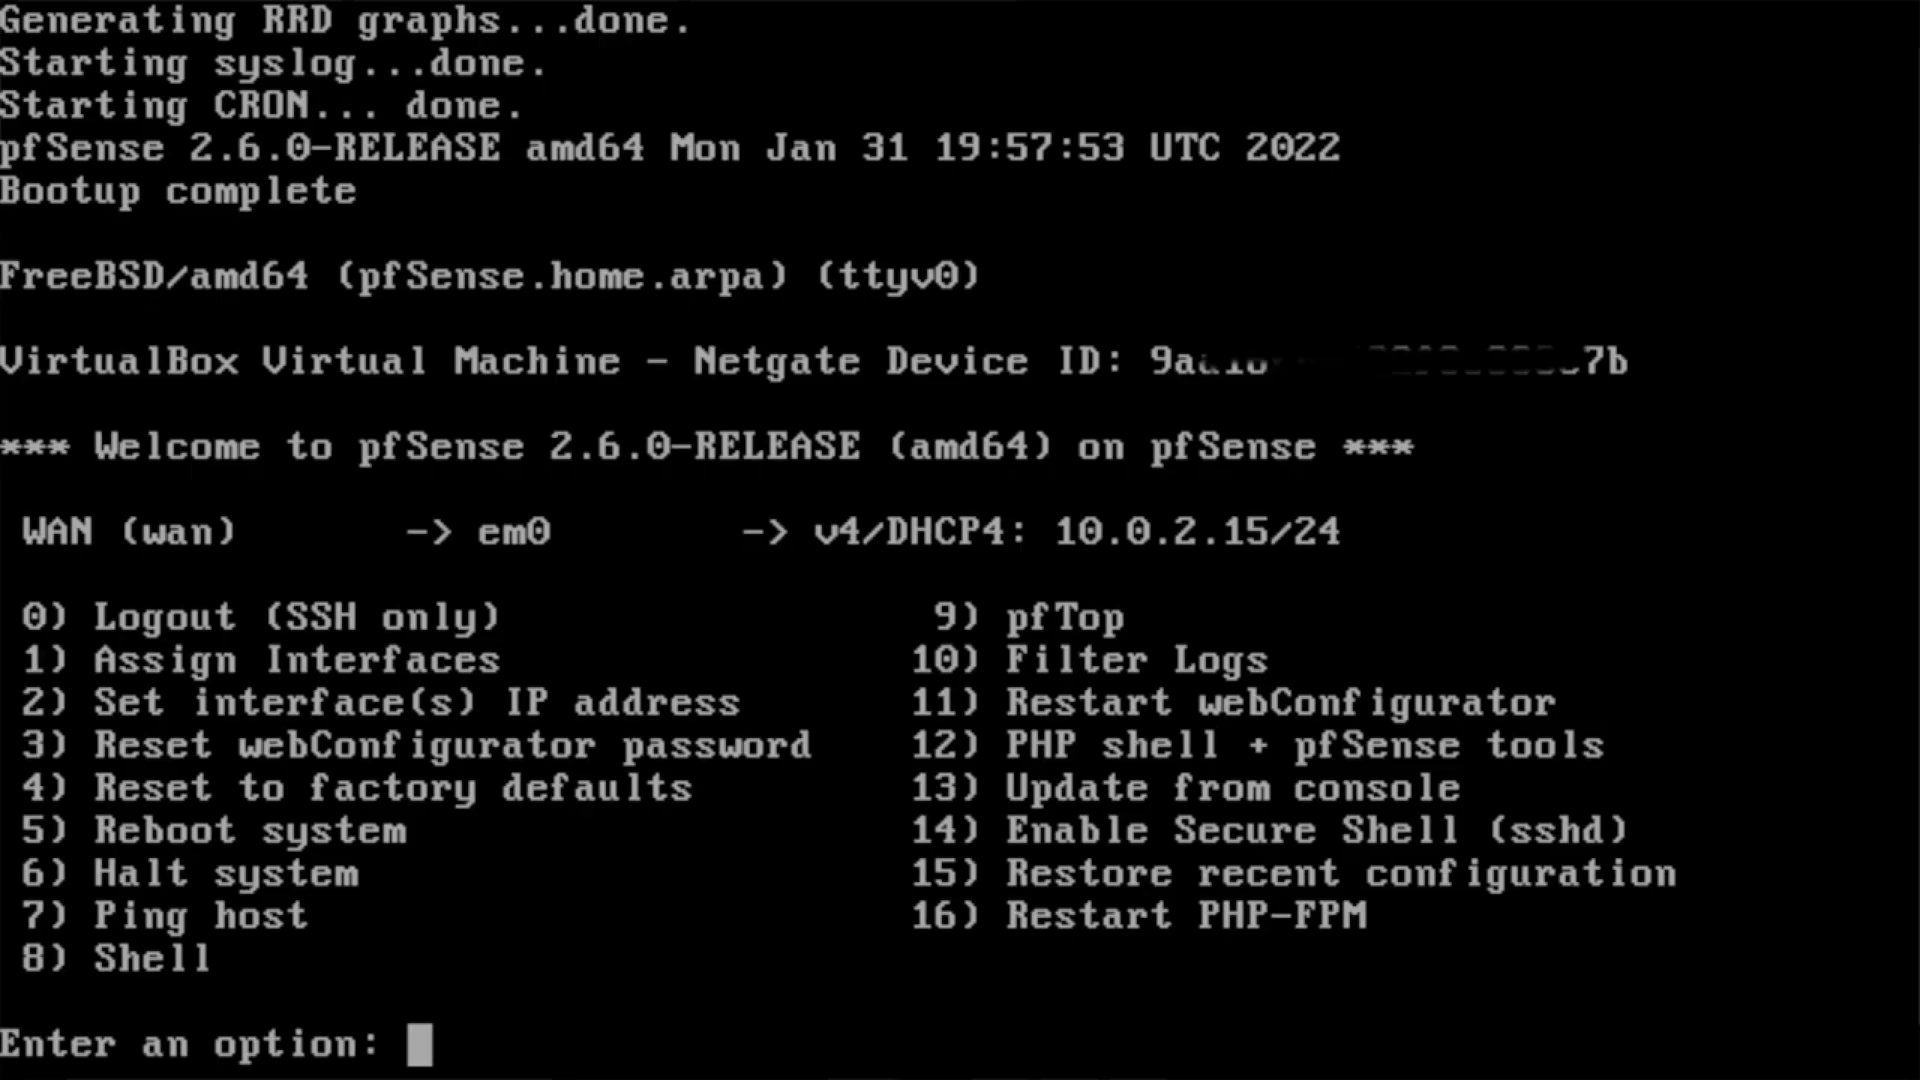 Generating RRD graphs...done.
Starting syslog...done.
Starting CRON... done.
pfSense 2.6.0-RELEASE amd64 Mon Jan 31 19:57:53 UTC 2022
Bootup complete
FreeBSD/amd64 (pfSense.home.arpa) (ttyv0)
VirtualBox Virtual Machine - Netgate Device ID:
*** Welcome to pfSense 2.6.0-RELEASE (amd64) on pfSense ***
WAN (wan) -> em0 -> v4/DHCP4: 10.0.2.15/24
0) Logout (SSH only) 9) pfTop
1) Assign Interfaces 10) Filter Logs
2) Set interface(s) IP address 11) Restart webConfigurator
3) Reset webConfigurator password 12) PHP shell + pfSense tools
4) Reset to factory defaults 13) Update from console
5) Reboot system 14) Enable Secure Shell (sshd)
6) Halt system 15) Restore recent configuration
7) Ping host 16) Restart PHP-FPM
8) Shell
Enter an option: